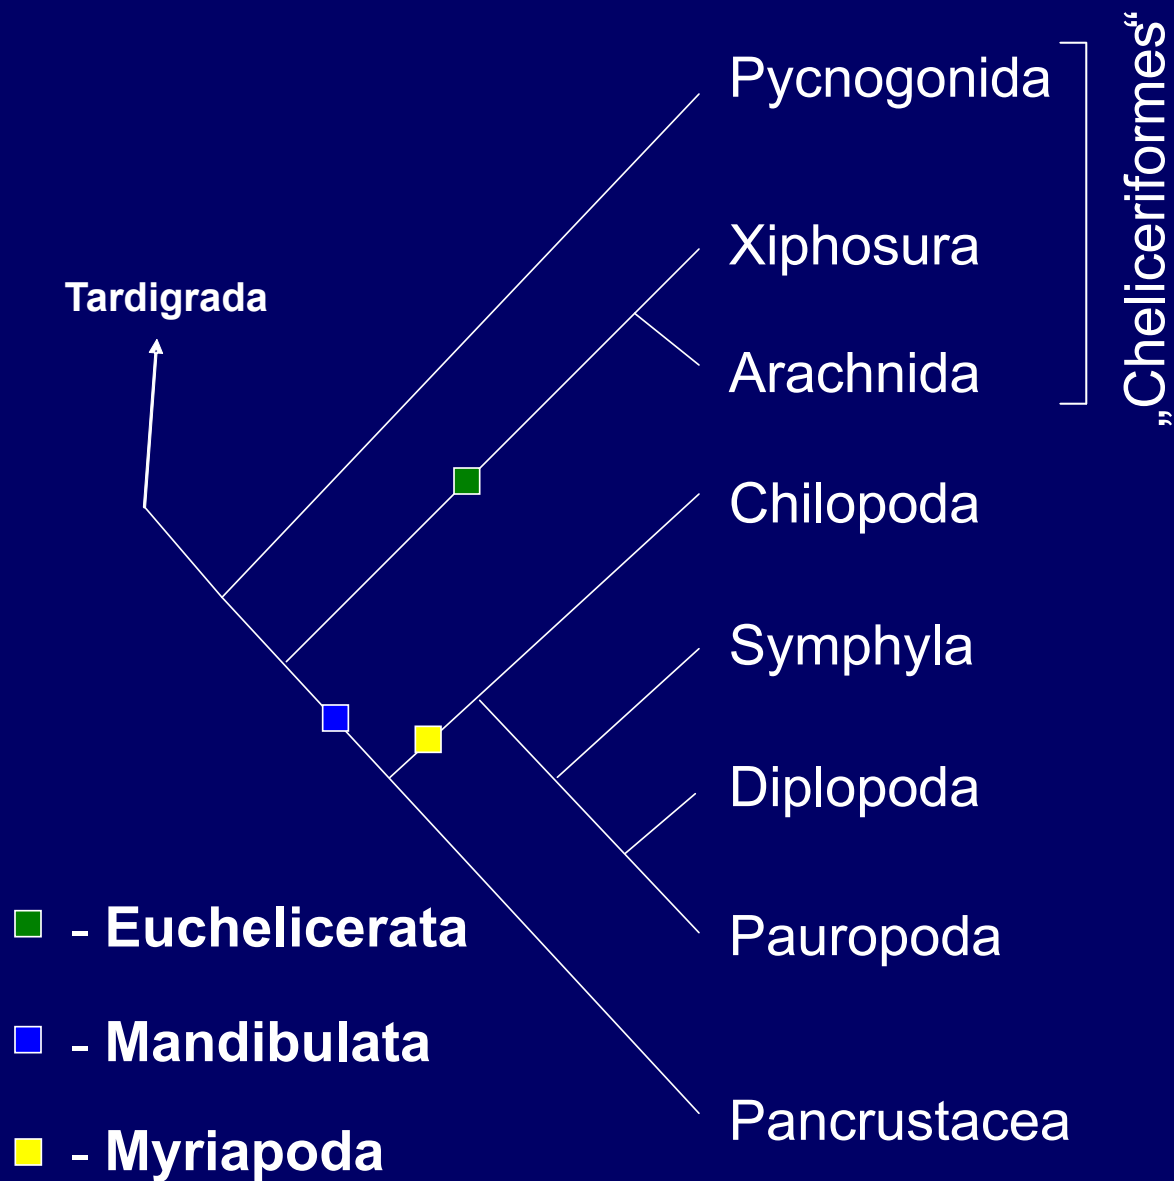 Pycnogonida
Xiphosura
Arachnida
„Cheliceriformes“
Tardigrada
Chilopoda
Symphyla
Diplopoda
Pauropoda
Pancrustacea
- Euchelicerata
- Mandibulata
- Myriapoda